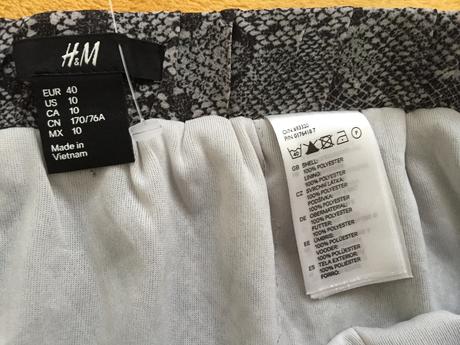 H&M
EUR 40
US 10
CA 10
CN 170/76A
MX 10
Made in
Vietnam
GB SHELL:
100% POLYESTER
LINING:
100% POLYESTER
CZ SVRCHNÍ LÁTKA:
100% POLYESTER
PODŠÍVKA:
100% POLYESTER
DE OBERMATERIAL:
100% POLYESTER
FUTTER:
100% POLYESTER
EE ÜMBRIS:
100% POLÜESTER
VOODER:
100% POLÜESTER
ES TELA EXTERIOR:
100% POLIÉSTER
FORRO: